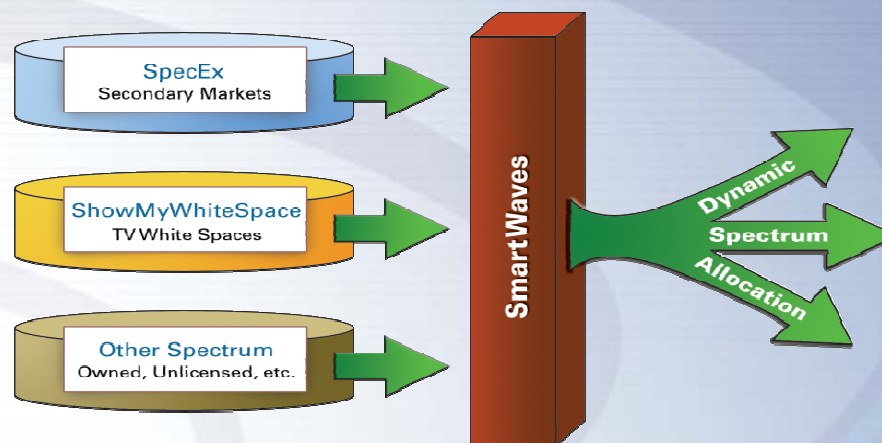 SpecEx
Secondary Markets
ShowMyWhiteSpace
TV White Spaces
Other Spectrum
Owned, Unlicensed, etc.
SmartWaves
Dynamic
Spectrum
Allocation